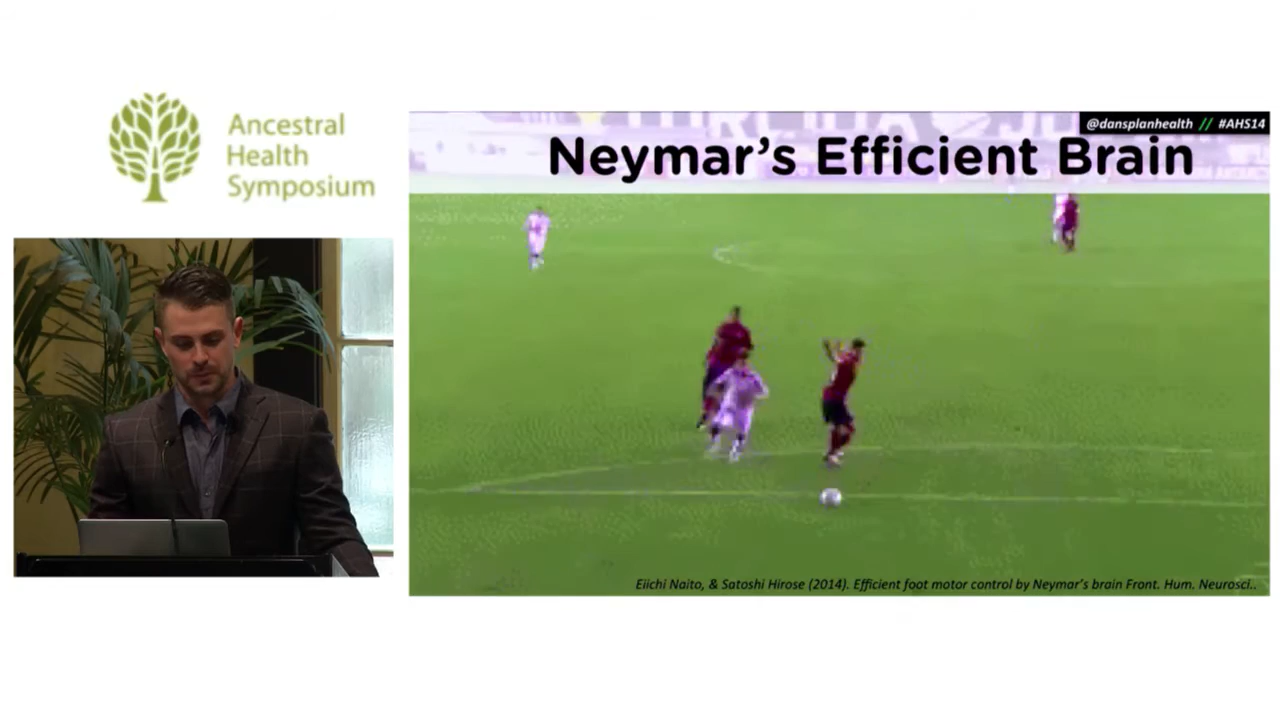 Ancestral
Health
Symposium
@dansplanhealth // #AHS14
Neymar's Efficient Brain
Eiichi Naito, & Satoshi Hirose (2014). Efficient foot motor control by Neymar's brain Front. Hum. Neurosci..